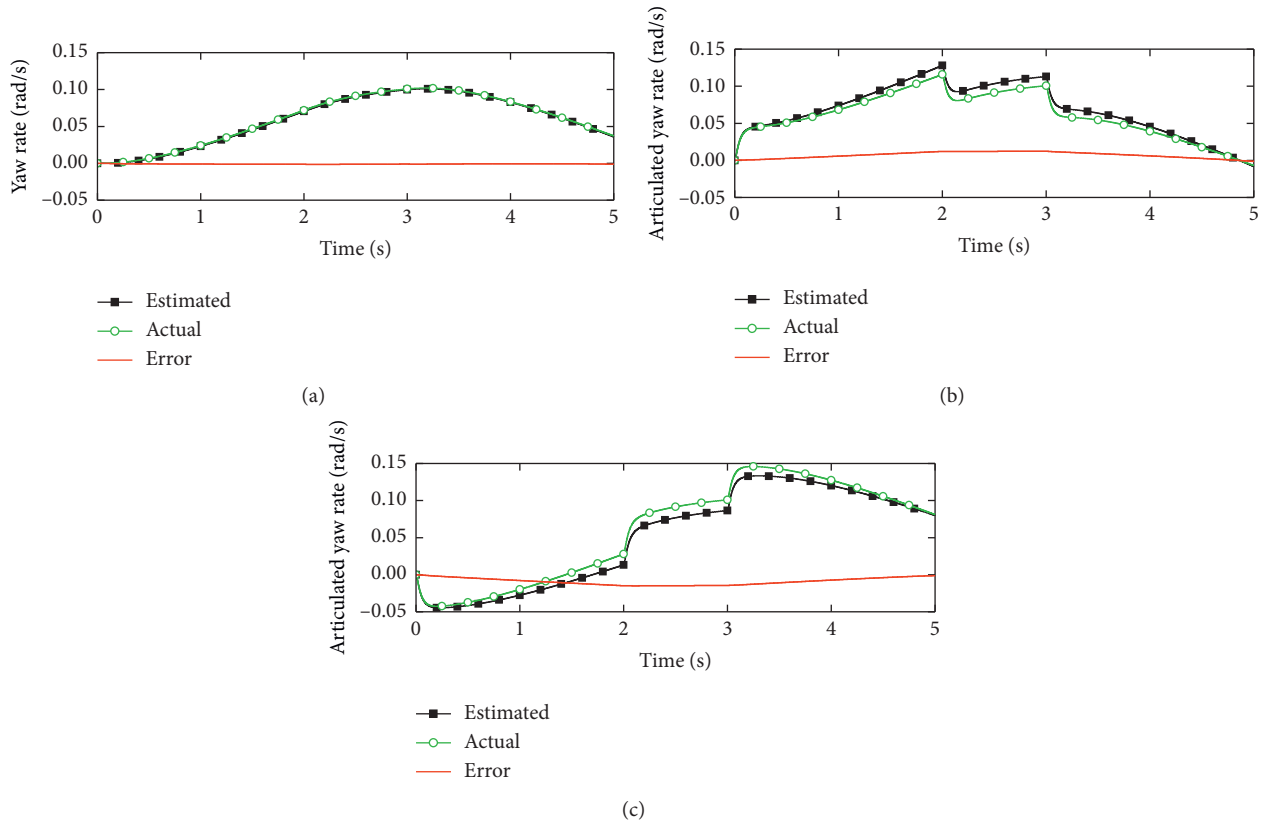 Yaw rate (rad/s)
0.15
0.10
0.05
0.00
−0.05
0 1 2 3 4 5
Time (s)
Estimated
Actual
Error
(a)
Articulated yaw rate (rad/s)
0.15
0.10
0.05
0.00
−0.05
0 1 2 3 4 5
Time (s)
Estimated
Actual
Error
(b)
Articulated yaw rate (rad/s)
0.15
0.10
0.05
0.00
−0.05
0 1 2 3 4 5
Time (s)
Estimated
Actual
Error
(c)